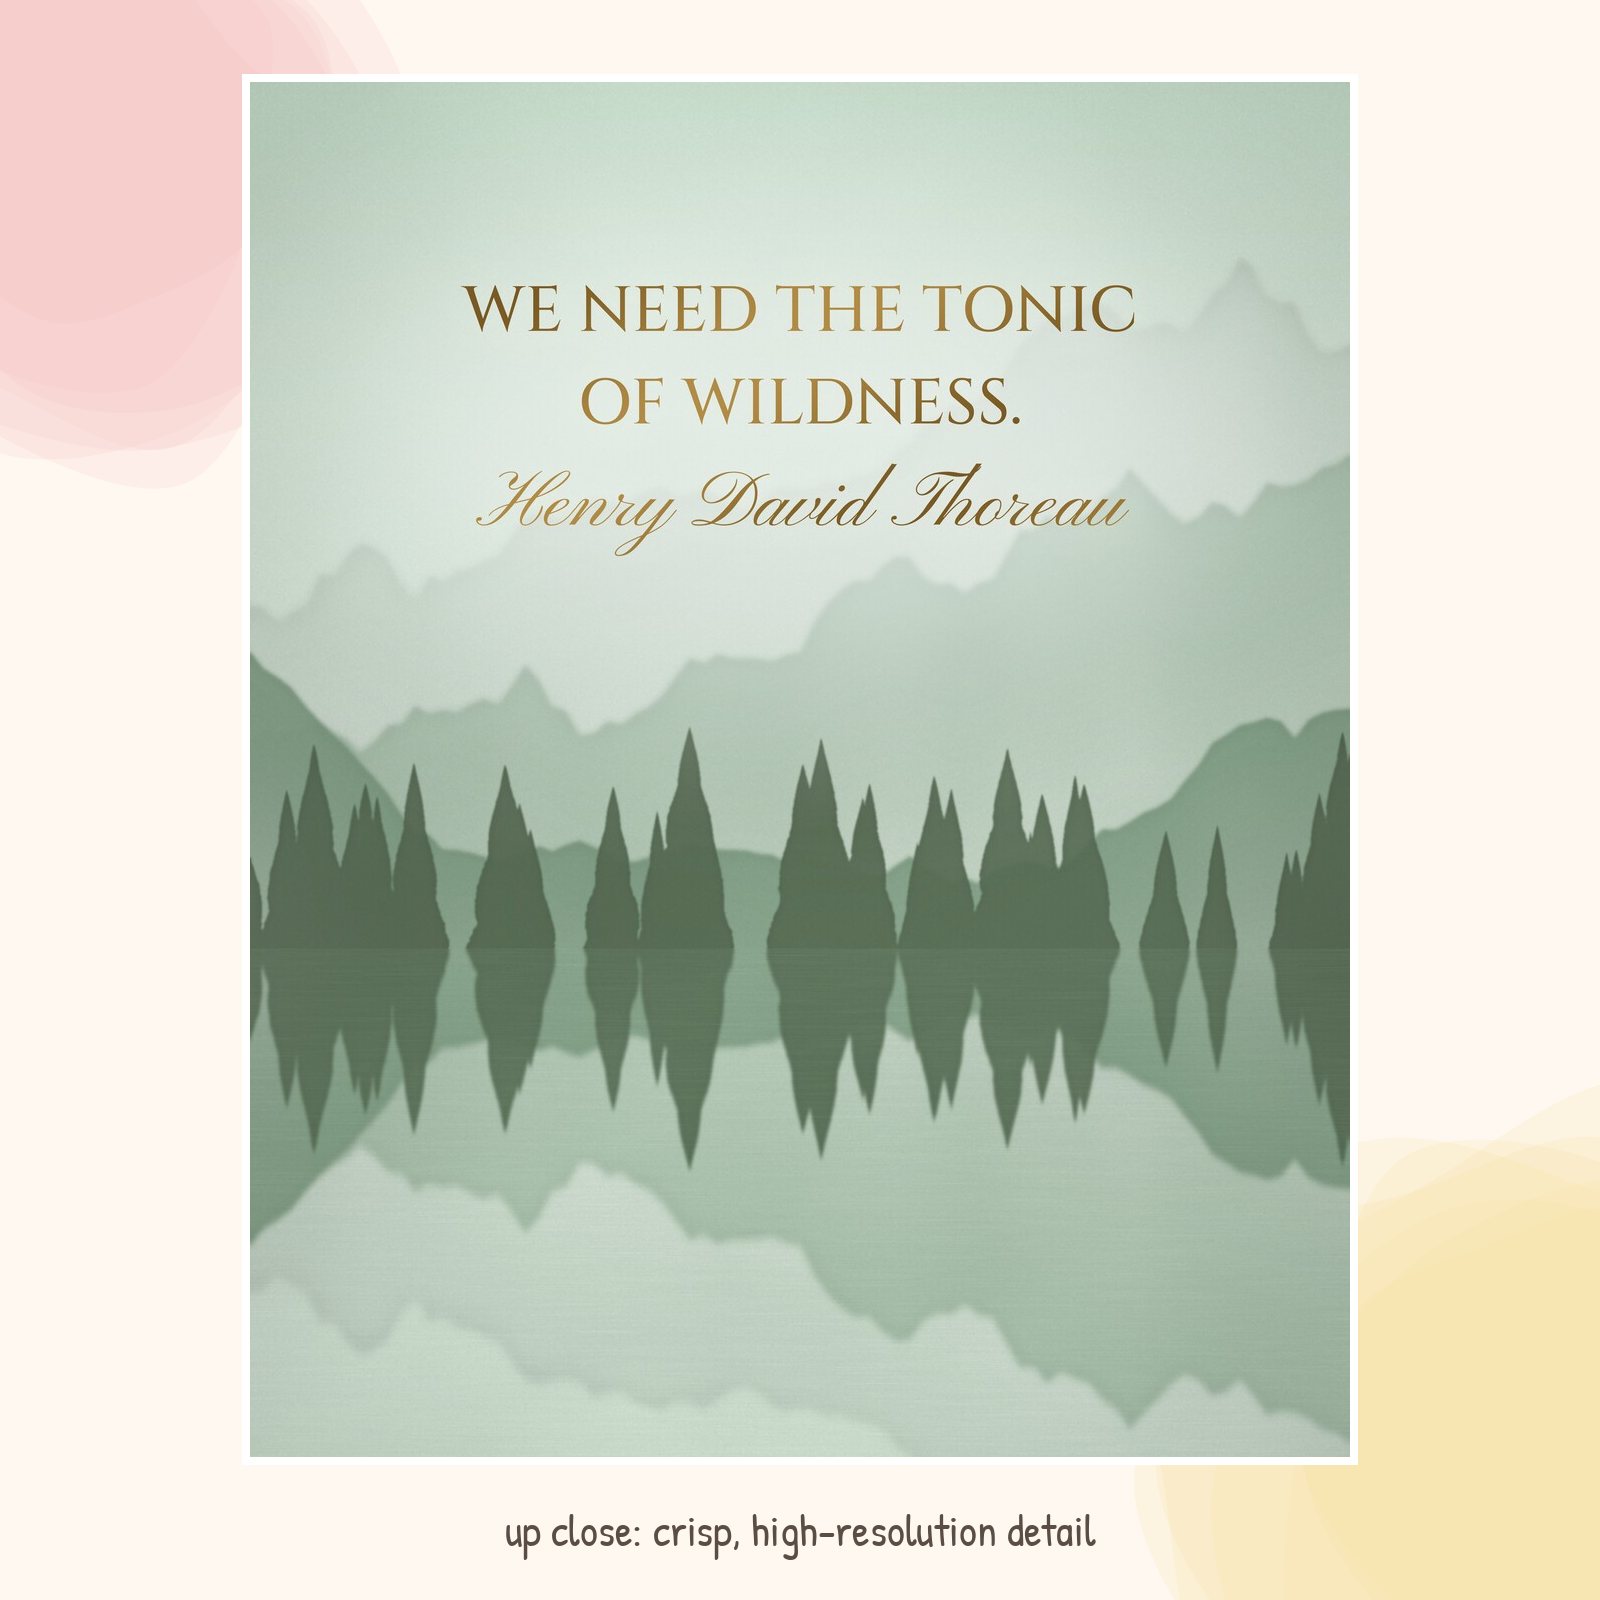 WE NEED THE TONIC
OF WILDNESS.
Henry David Thoreau
up close: crisp, high-resolution detail